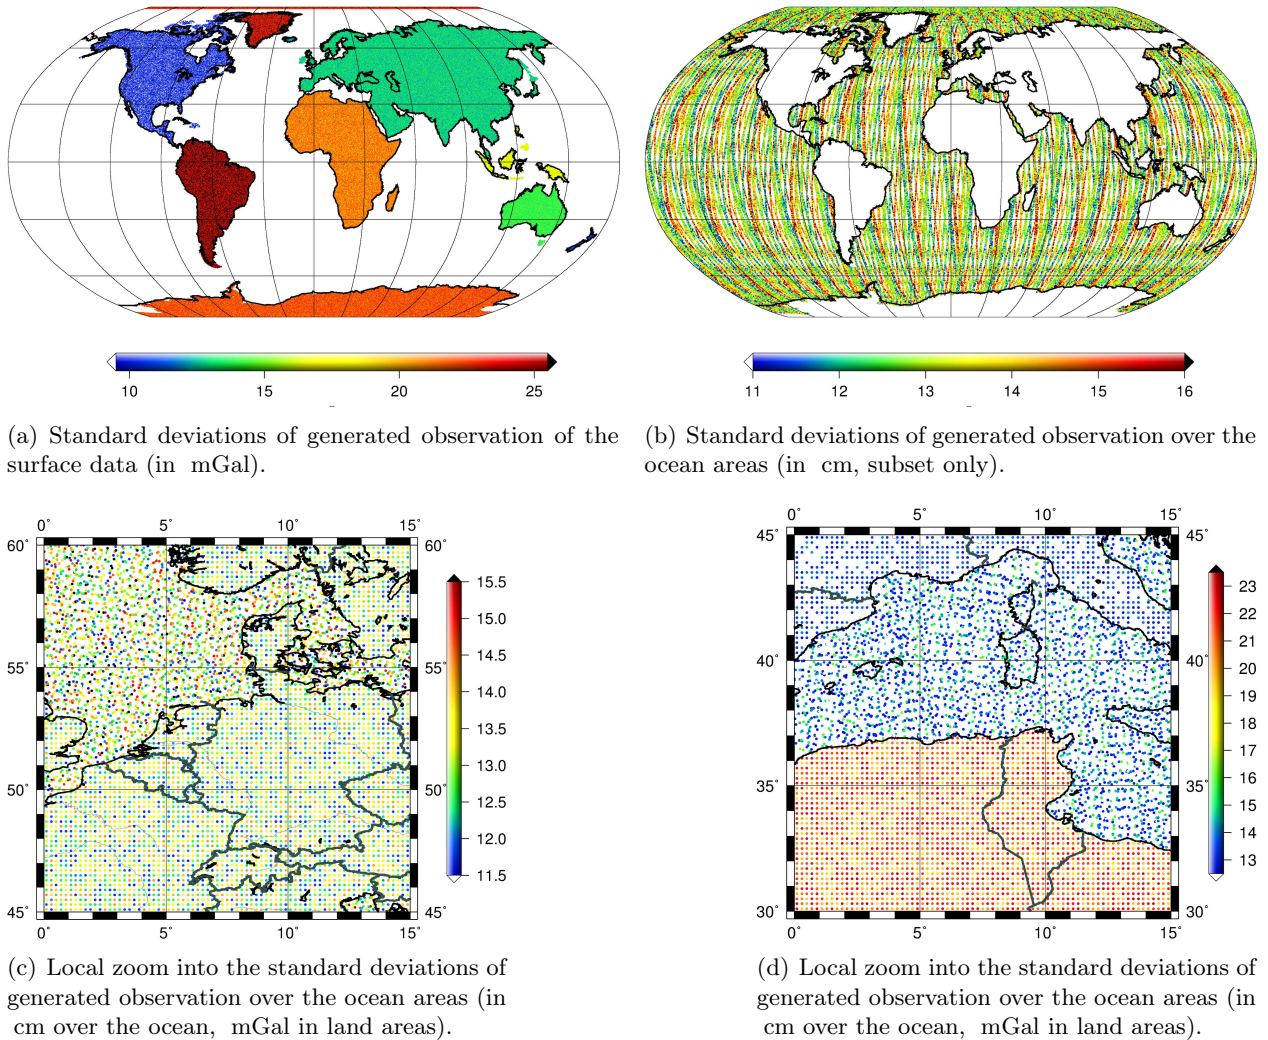 10 15 20 25
11 12 13 14 15 16
(a) Standard deviations of generated observation of the
surface data (in mGal).
(b) Standard deviations of generated observation over the
ocean areas (in cm, subset only).
0° 5° 10° 15°
60° 60°
55° 55°
50° 50°
45° 45°
0° 5° 10° 15°
15.5
15.0
14.5
14.0
13.5
13.0
12.5
12.0
11.5
0° 5° 10° 15°
45° 45°
40° 40°
35° 35°
30° 30°
0° 5° 10° 15°
23
22
21
20
19
18
17
16
15
14
13
(c) Local zoom into the standard deviations of
generated observation over the ocean areas (in
cm over the ocean, mGal in land areas).
(d) Local zoom into the standard deviations of
generated observation over the ocean areas (in
cm over the ocean, mGal in land areas).